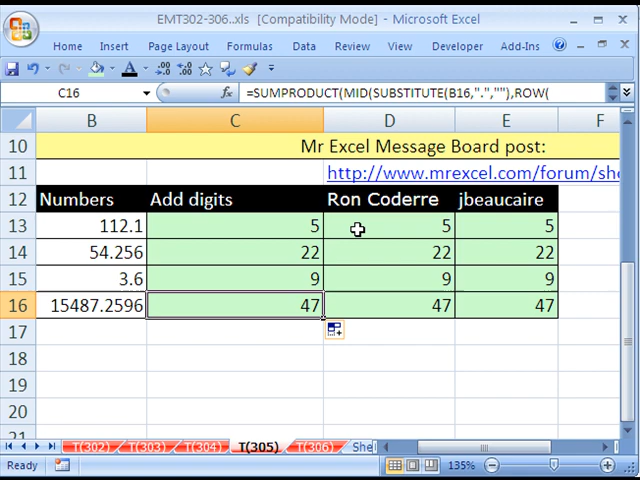 EMT302-306..xls [Compatibility Mode] - Microsoft Excel
Home Insert Page Layout Formulas Data Review View Developer Add-Ins
C16 fx =SUMPRODUCT(MID(SUBSTITUTE(B16,".",""),ROW(
B C D E F
10 Mr Excel Message Board post:
11 http://www.mrexcel.com/forum/sho
12 Numbers Add digits Ron Coderre jbeaucaire
13 112.1 5 5 5
14 54.256 22 22 22
15 3.6 9 9 9
16 15487.2596 47 47 47
17
18
19
20
21
T(302) T(303) T(304) T(305) T(306) She
Ready 135%